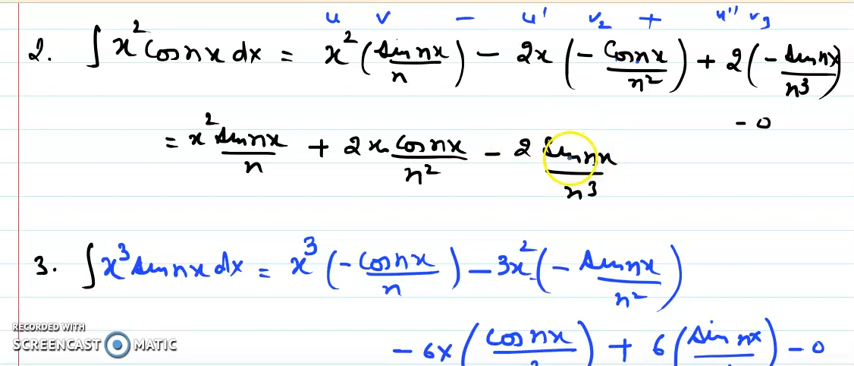 u v − u' v₂ + u'' v₃
2. ∫ x² cos nx dx = x² (sin nx / n) − 2x (− cos nx / n²) + 2 (− sin nx / n³)
− 0
= x² sin nx / n + 2x cos nx / n² − 2 sin nx / n³
3. ∫ x³ sin nx dx = x³ (− cos nx / n) − 3x² (− sin nx / n²)
− 6x (cos nx / ) + 6 (sin nx / ) − 0
RECORDED WITH
SCREENCAST MATIC